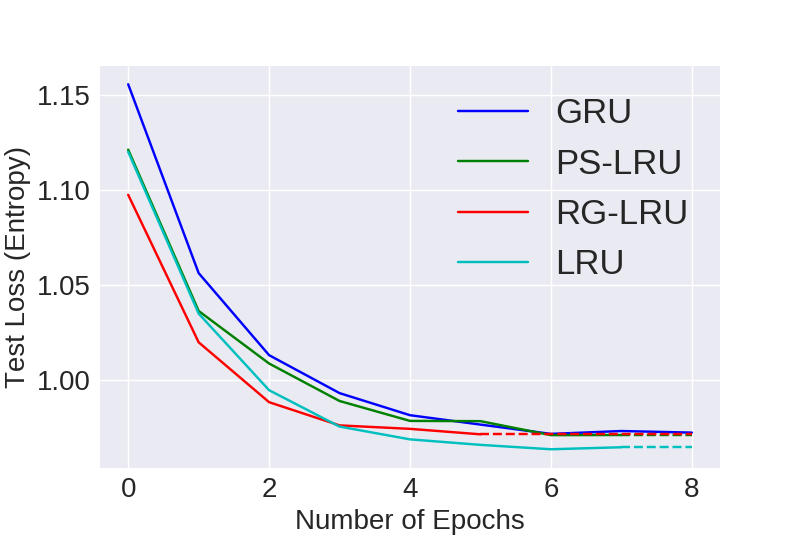 1.15
1.10
1.05
1.00
Test Loss (Entropy)
GRU
PS-LRU
RG-LRU
LRU
0 2 4 6 8
Number of Epochs